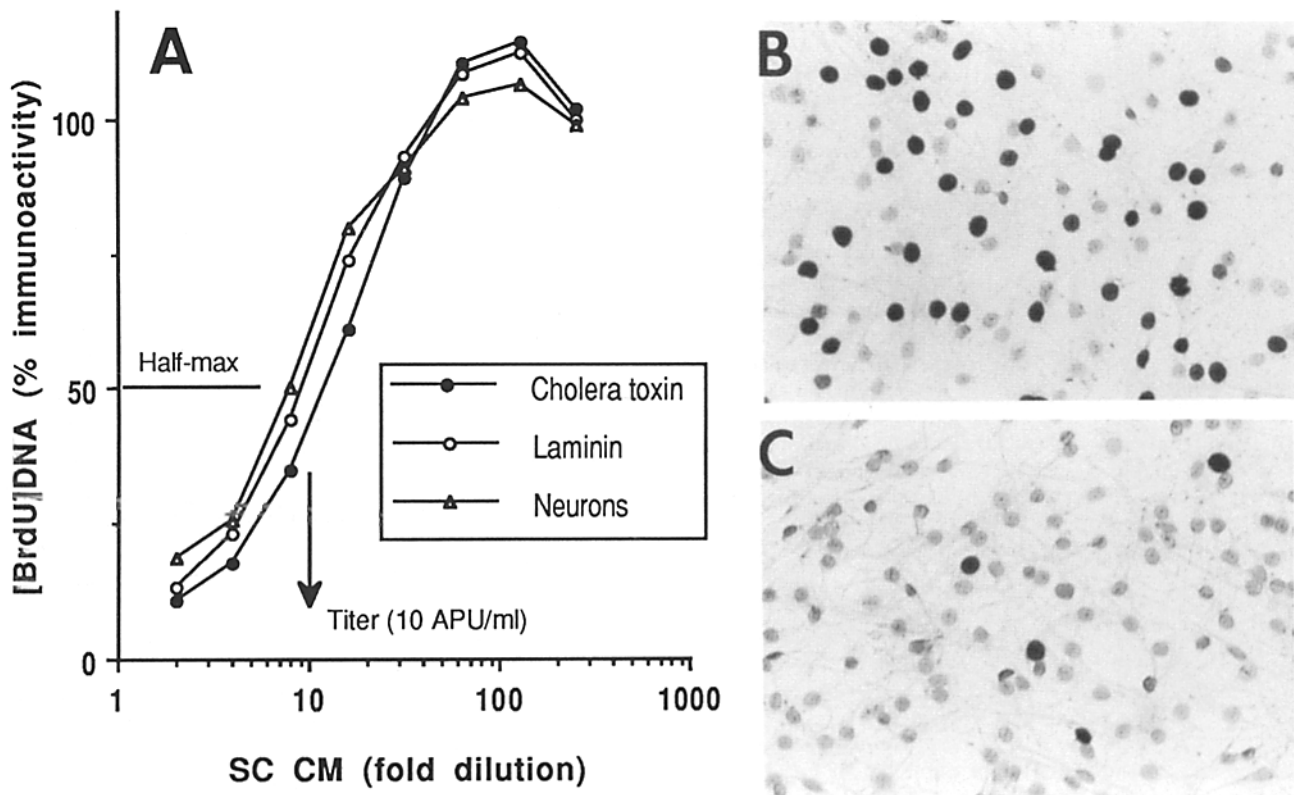 A
[BrdU]DNA (% immunoactivity)
100
50
0
Half-max
Cholera toxin
Laminin
Neurons
Titer (10 APU/ml)
1
10
100
1000
SC CM (fold dilution)
B
C